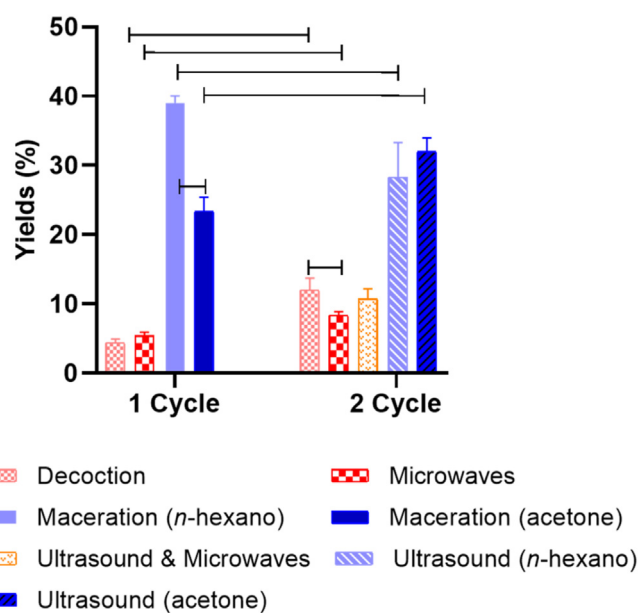 50
40
30
20
10
0
Yields (%)
1 Cycle 2 Cycle
Decoction Microwaves
Maceration (n-hexano) Maceration (acetone)
Ultrasound & Microwaves Ultrasound (n-hexano)
Ultrasound (acetone)